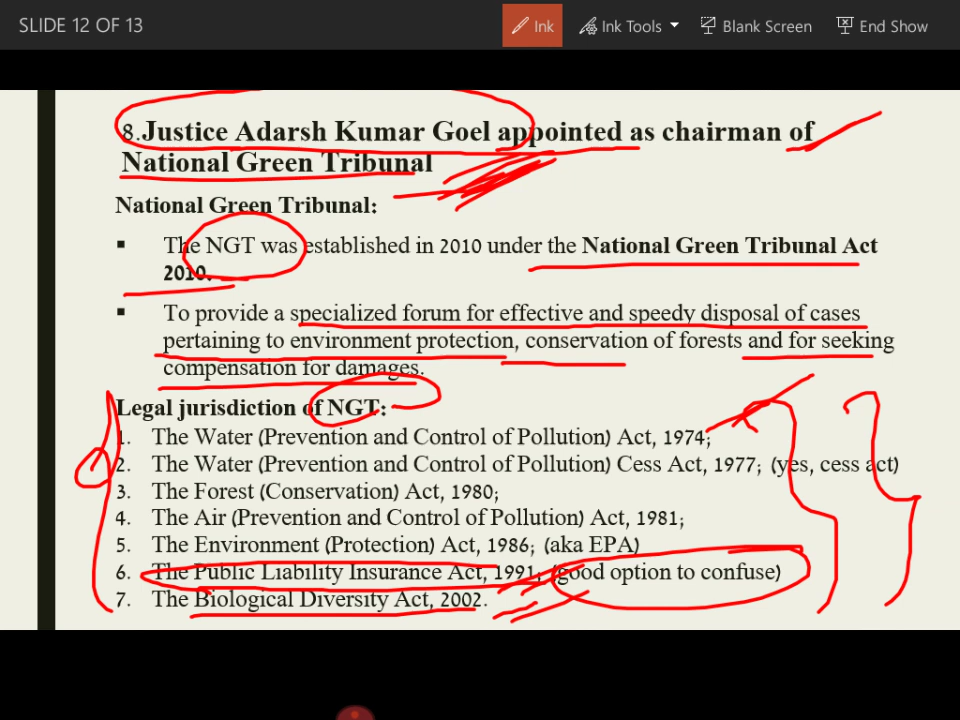 SLIDE 12 OF 13
Ink
Ink Tools
Blank Screen
End Show
8.Justice Adarsh Kumar Goel appointed as chairman of
National Green Tribunal
National Green Tribunal:
▪ The NGT was established in 2010 under the National Green Tribunal Act
2010.
▪ To provide a specialized forum for effective and speedy disposal of cases
pertaining to environment protection, conservation of forests and for seeking
compensation for damages.
Legal jurisdiction of NGT:
1. The Water (Prevention and Control of Pollution) Act, 1974;
2. The Water (Prevention and Control of Pollution) Cess Act, 1977; (yes, cess act)
3. The Forest (Conservation) Act, 1980;
4. The Air (Prevention and Control of Pollution) Act, 1981;
5. The Environment (Protection) Act, 1986; (aka EPA)
6. The Public Liability Insurance Act, 1991; (good option to confuse)
7. The Biological Diversity Act, 2002.